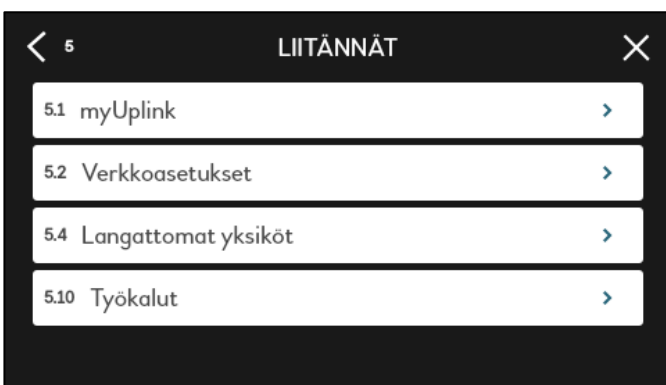 5 LIITÄNNÄT
5.1 myUplink
5.2 Verkkoasetukset
5.4 Langattomat yksiköt
5.10 Työkalut